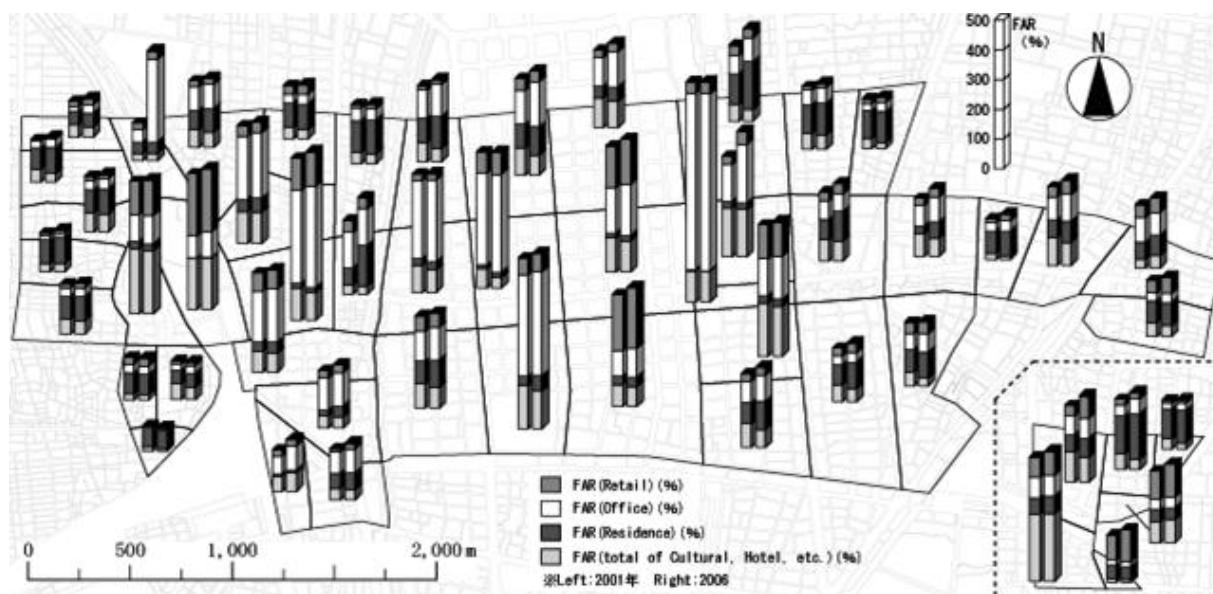 500
FAR
(%)
400
300
200
100
0
N
FAR(Retail)(%)
FAR(Office)(%)
FAR(Residence)(%)
FAR(total of Cultural, Hotel, etc.)(%)
※Left:2001年 Right:2006
0 500 1,000 2,000m